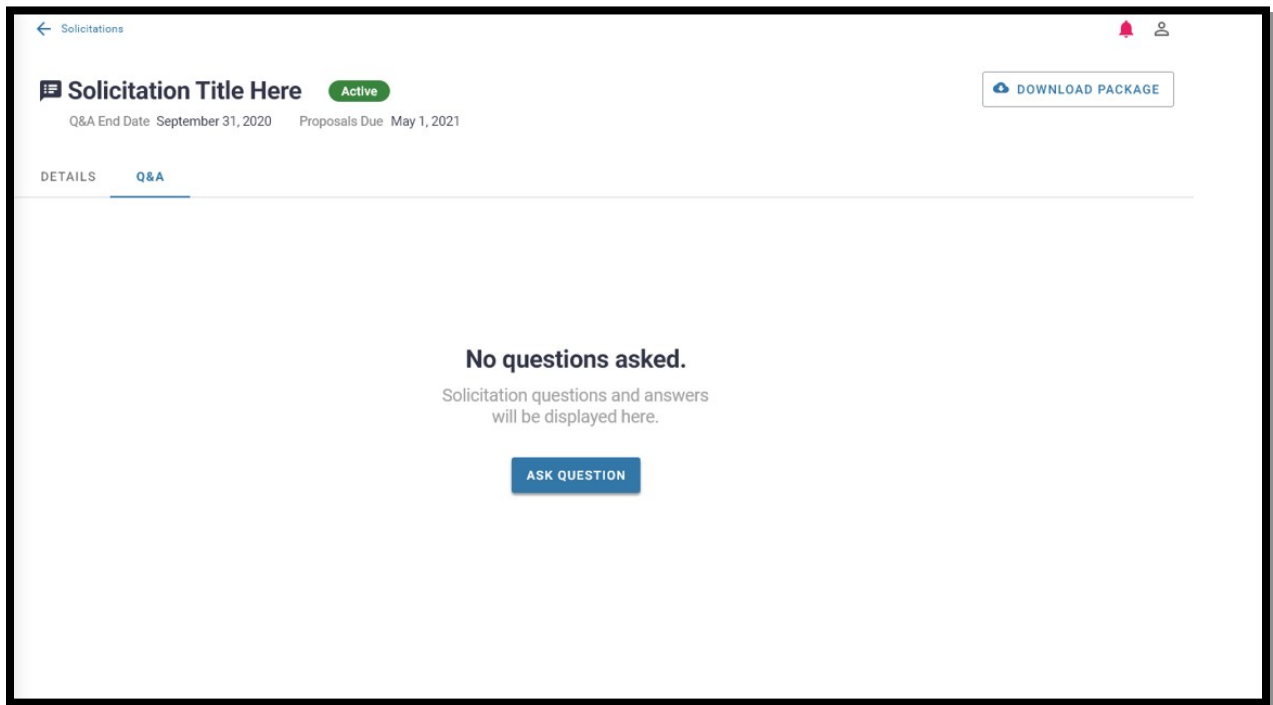 Solicitations
Solicitation Title Here Active
DOWNLOAD PACKAGE
Q&A End Date September 31, 2020 Proposals Due May 1, 2021
DETAILS Q&A
No questions asked.
Solicitation questions and answers
will be displayed here.
ASK QUESTION